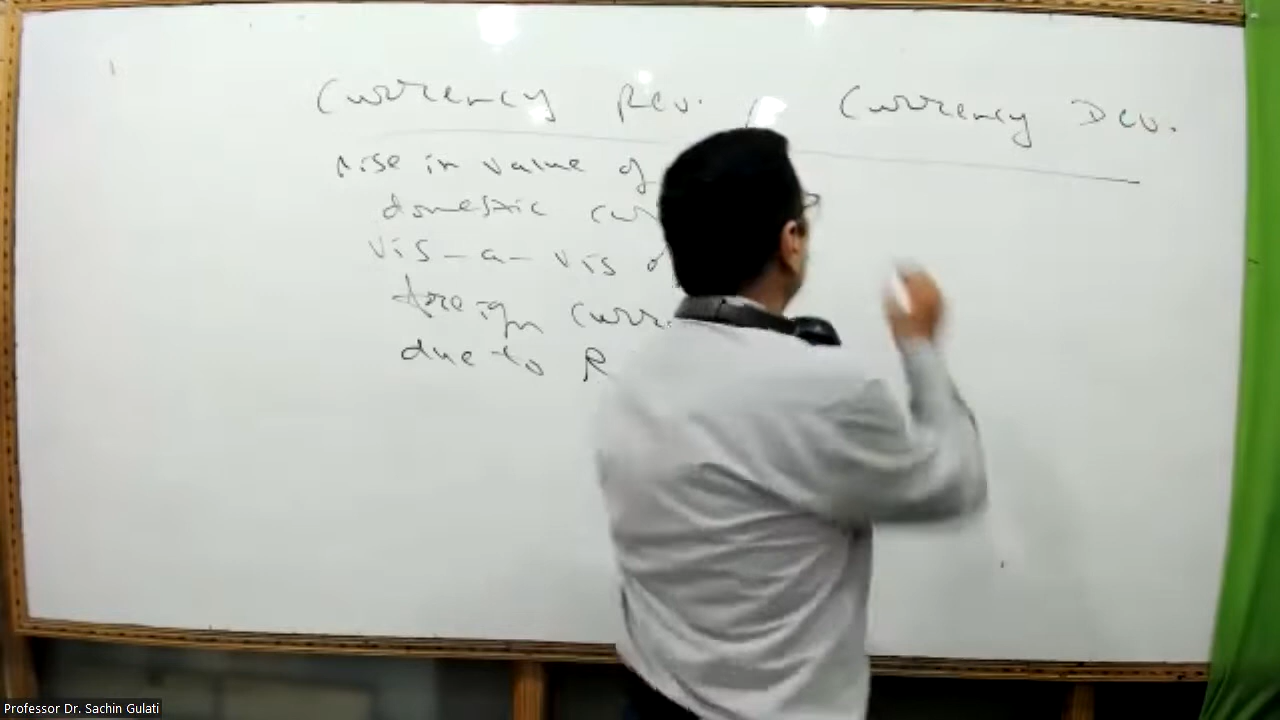 Currency Rev. / Currency Dev.
rise in value of
domestic cur
vis-a-vis o
foreign curr.
due to R
Professor Dr. Sachin Gulati